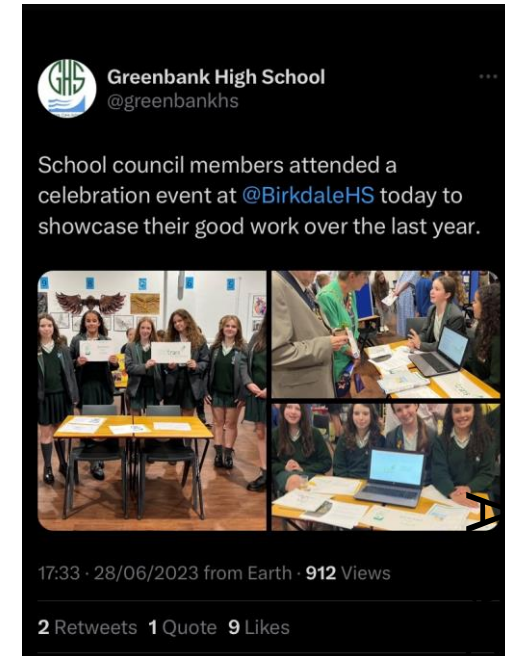 GHS
Greenbank High School
@greenbankhs
School council members attended a
celebration event at @BirkdaleHS today to
showcase their good work over the last year.
A
17:33 · 28/06/2023 from Earth · 912 Views
2 Retweets 1 Quote 9 Likes